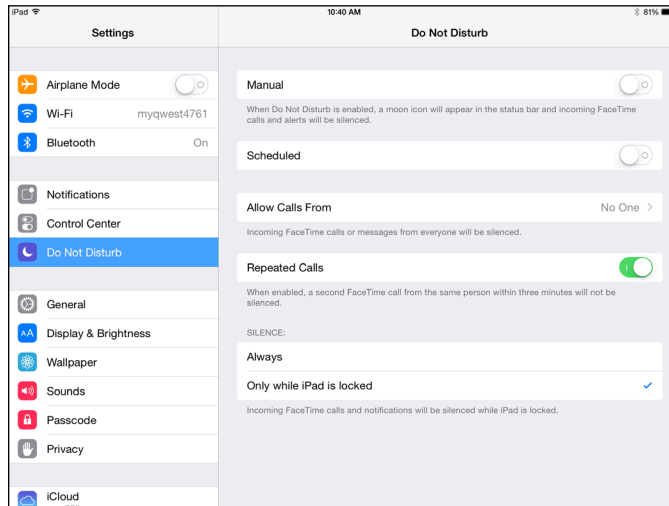 iPad 10:40 AM 81%
Settings
Do Not Disturb
Airplane Mode
Wi-Fi myqwest4761
Bluetooth On
Notifications
Control Center
Do Not Disturb
General
AA Display & Brightness
Wallpaper
Sounds
Passcode
Privacy
iCloud
Manual
When Do Not Disturb is enabled, a moon icon will appear in the status bar and incoming FaceTime
calls and alerts will be silenced.
Scheduled
Allow Calls From No One
Incoming FaceTime calls or messages from everyone will be silenced.
Repeated Calls
When enabled, a second FaceTime call from the same person within three minutes will not be
silenced.
SILENCE:
Always
Only while iPad is locked
Incoming FaceTime calls and notifications will be silenced while iPad is locked.